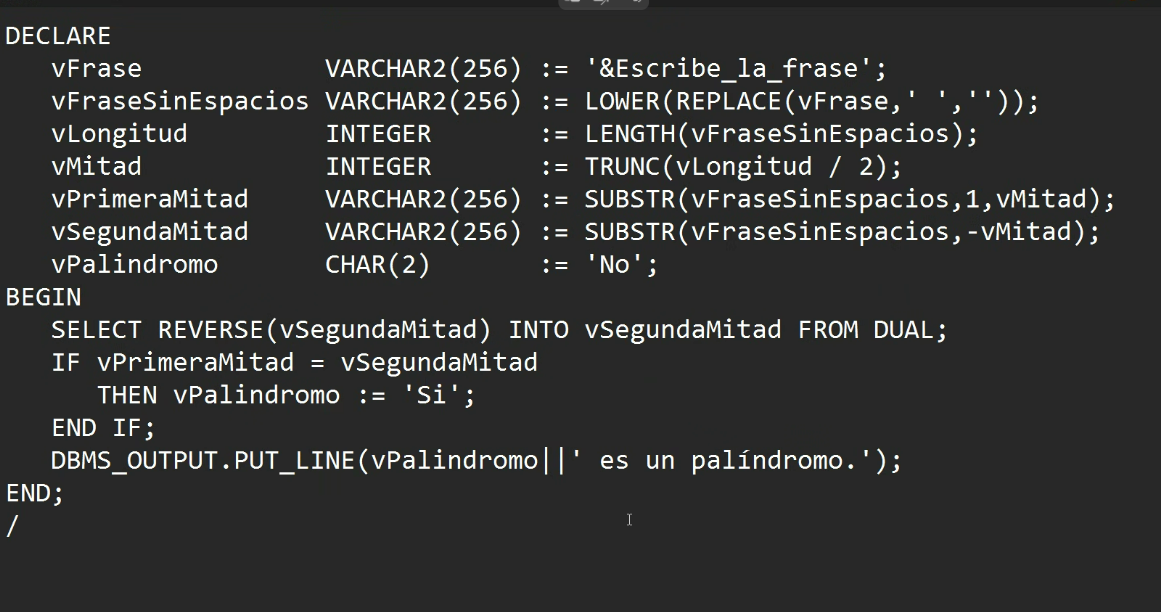 DECLARE
   vFrase            VARCHAR2(256) := '&Escribe_la_frase';
   vFraseSinEspacios VARCHAR2(256) := LOWER(REPLACE(vFrase,' ',''));
   vLongitud         INTEGER       := LENGTH(vFraseSinEspacios);
   vMitad            INTEGER       := TRUNC(vLongitud / 2);
   vPrimeraMitad     VARCHAR2(256) := SUBSTR(vFraseSinEspacios,1,vMitad);
   vSegundaMitad     VARCHAR2(256) := SUBSTR(vFraseSinEspacios,-vMitad);
   vPalindromo       CHAR(2)       := 'No';
BEGIN
   SELECT REVERSE(vSegundaMitad) INTO vSegundaMitad FROM DUAL;
   IF vPrimeraMitad = vSegundaMitad
      THEN vPalindromo := 'Si';
   END IF;
   DBMS_OUTPUT.PUT_LINE(vPalindromo||' es un palíndromo.');
END;
/